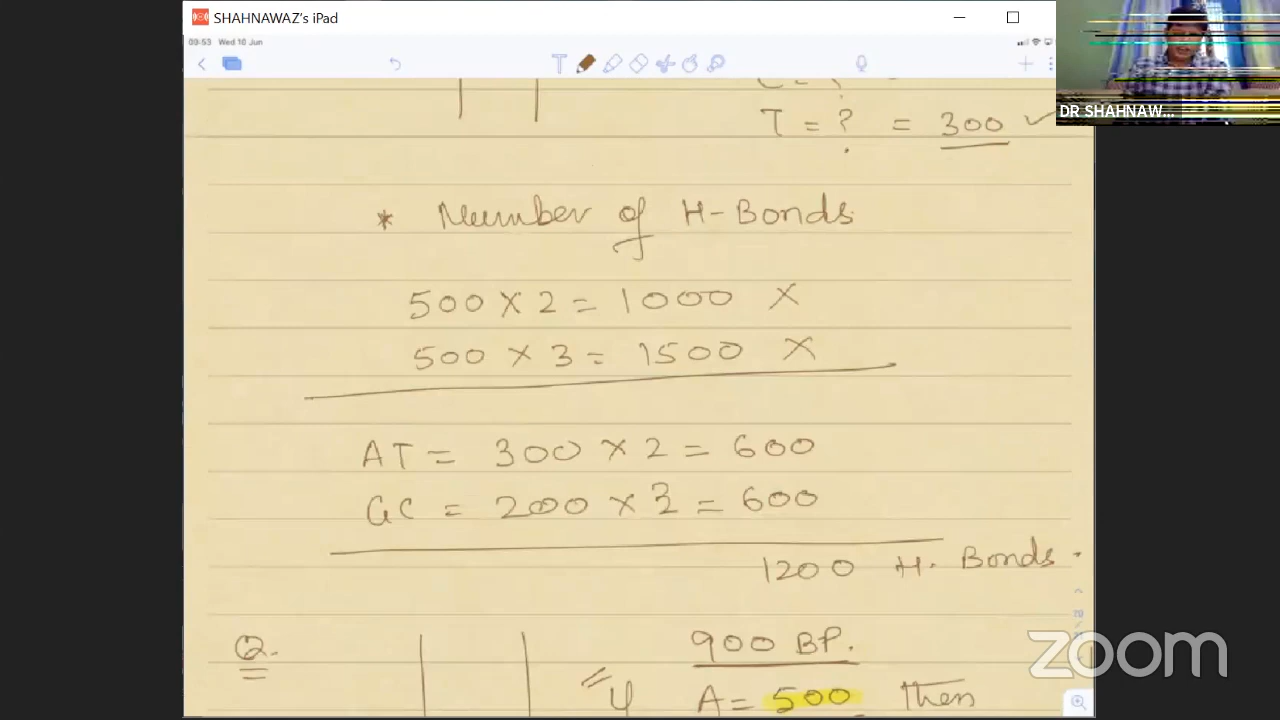 SHAHNAWAZ's iPad
09:53 Wed 10 Jun
DR SHAHNAW...
T = ? = 300 ✓
* Number of H-Bonds
500 X 2 = 1000 X
500 X 3 = 1500 X
AT = 300 X 2 = 600
GC = 200 X 3 = 600
1200 H. Bonds.
Q. 900 BP.
A = 500 Then
zoom